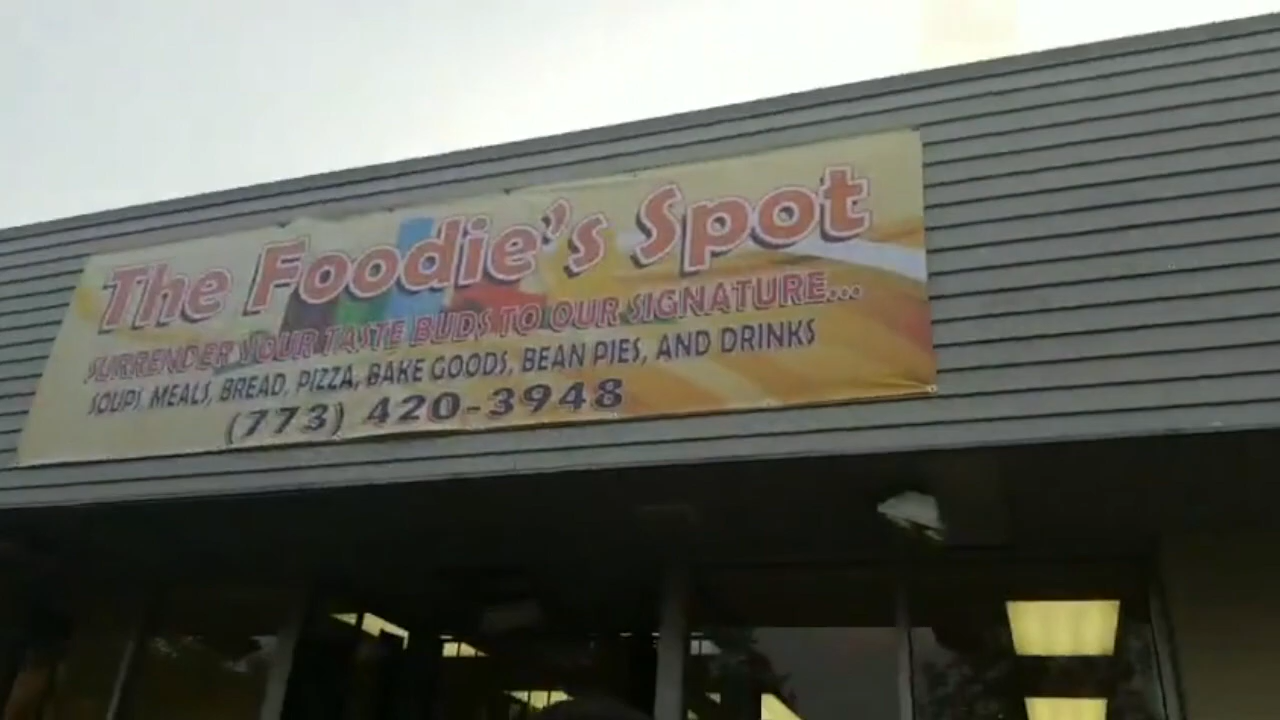 The Foodie's Spot
SURRENDER YOUR TASTE BUDS TO OUR SIGNATURE...
SOUPS, MEALS, BREAD, PIZZA, BAKE GOODS, BEAN PIES, AND DRINKS
(773) 420-3948